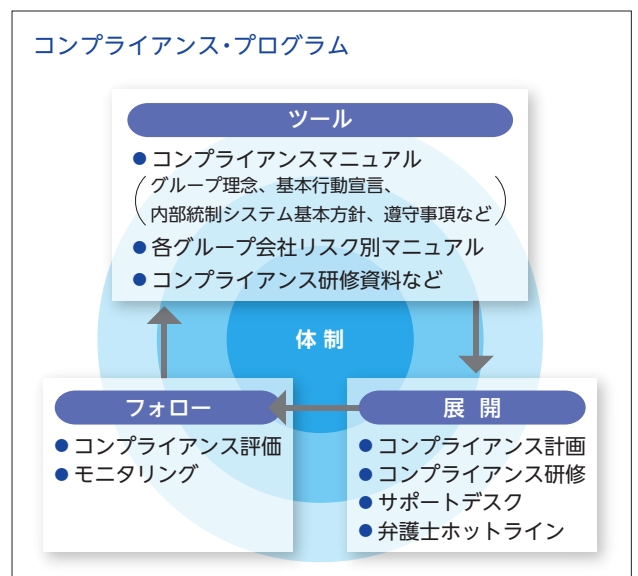 コンプライアンス・プログラム
ツール
● コンプライアンスマニュアル
(グループ理念、基本行動宣言、
内部統制システム基本方針、遵守事項など)
● 各グループ会社リスク別マニュアル
● コンプライアンス研修資料など
体制
フォロー
● コンプライアンス評価
● モニタリング
展開
● コンプライアンス計画
● コンプライアンス研修
● サポートデスク
● 弁護士ホットライン